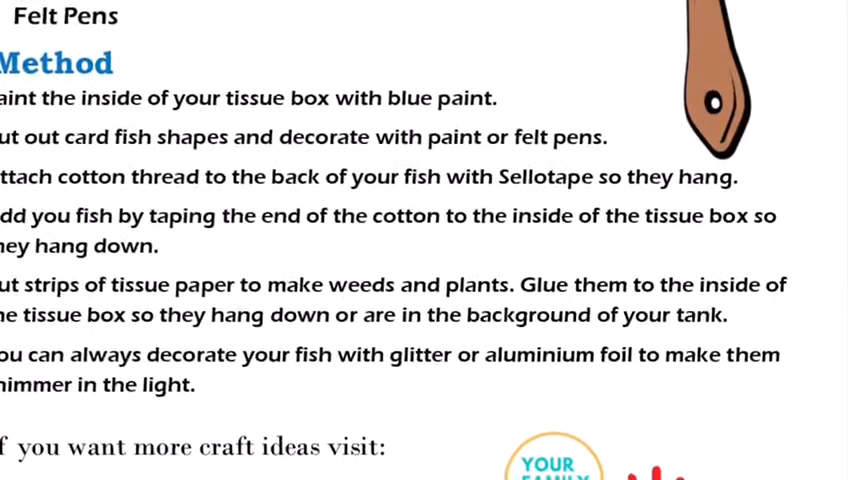 Felt Pens
Method
aint the inside of your tissue box with blue paint.
ut out card fish shapes and decorate with paint or felt pens.
ttach cotton thread to the back of your fish with Sellotape so they hang.
dd you fish by taping the end of the cotton to the inside of the tissue box so
hey hang down.
ut strips of tissue paper to make weeds and plants. Glue them to the inside of
he tissue box so they hang down or are in the background of your tank.
ou can always decorate your fish with glitter or aluminium foil to make them
himmer in the light.
f you want more craft ideas visit:
YOUR
FAMILY